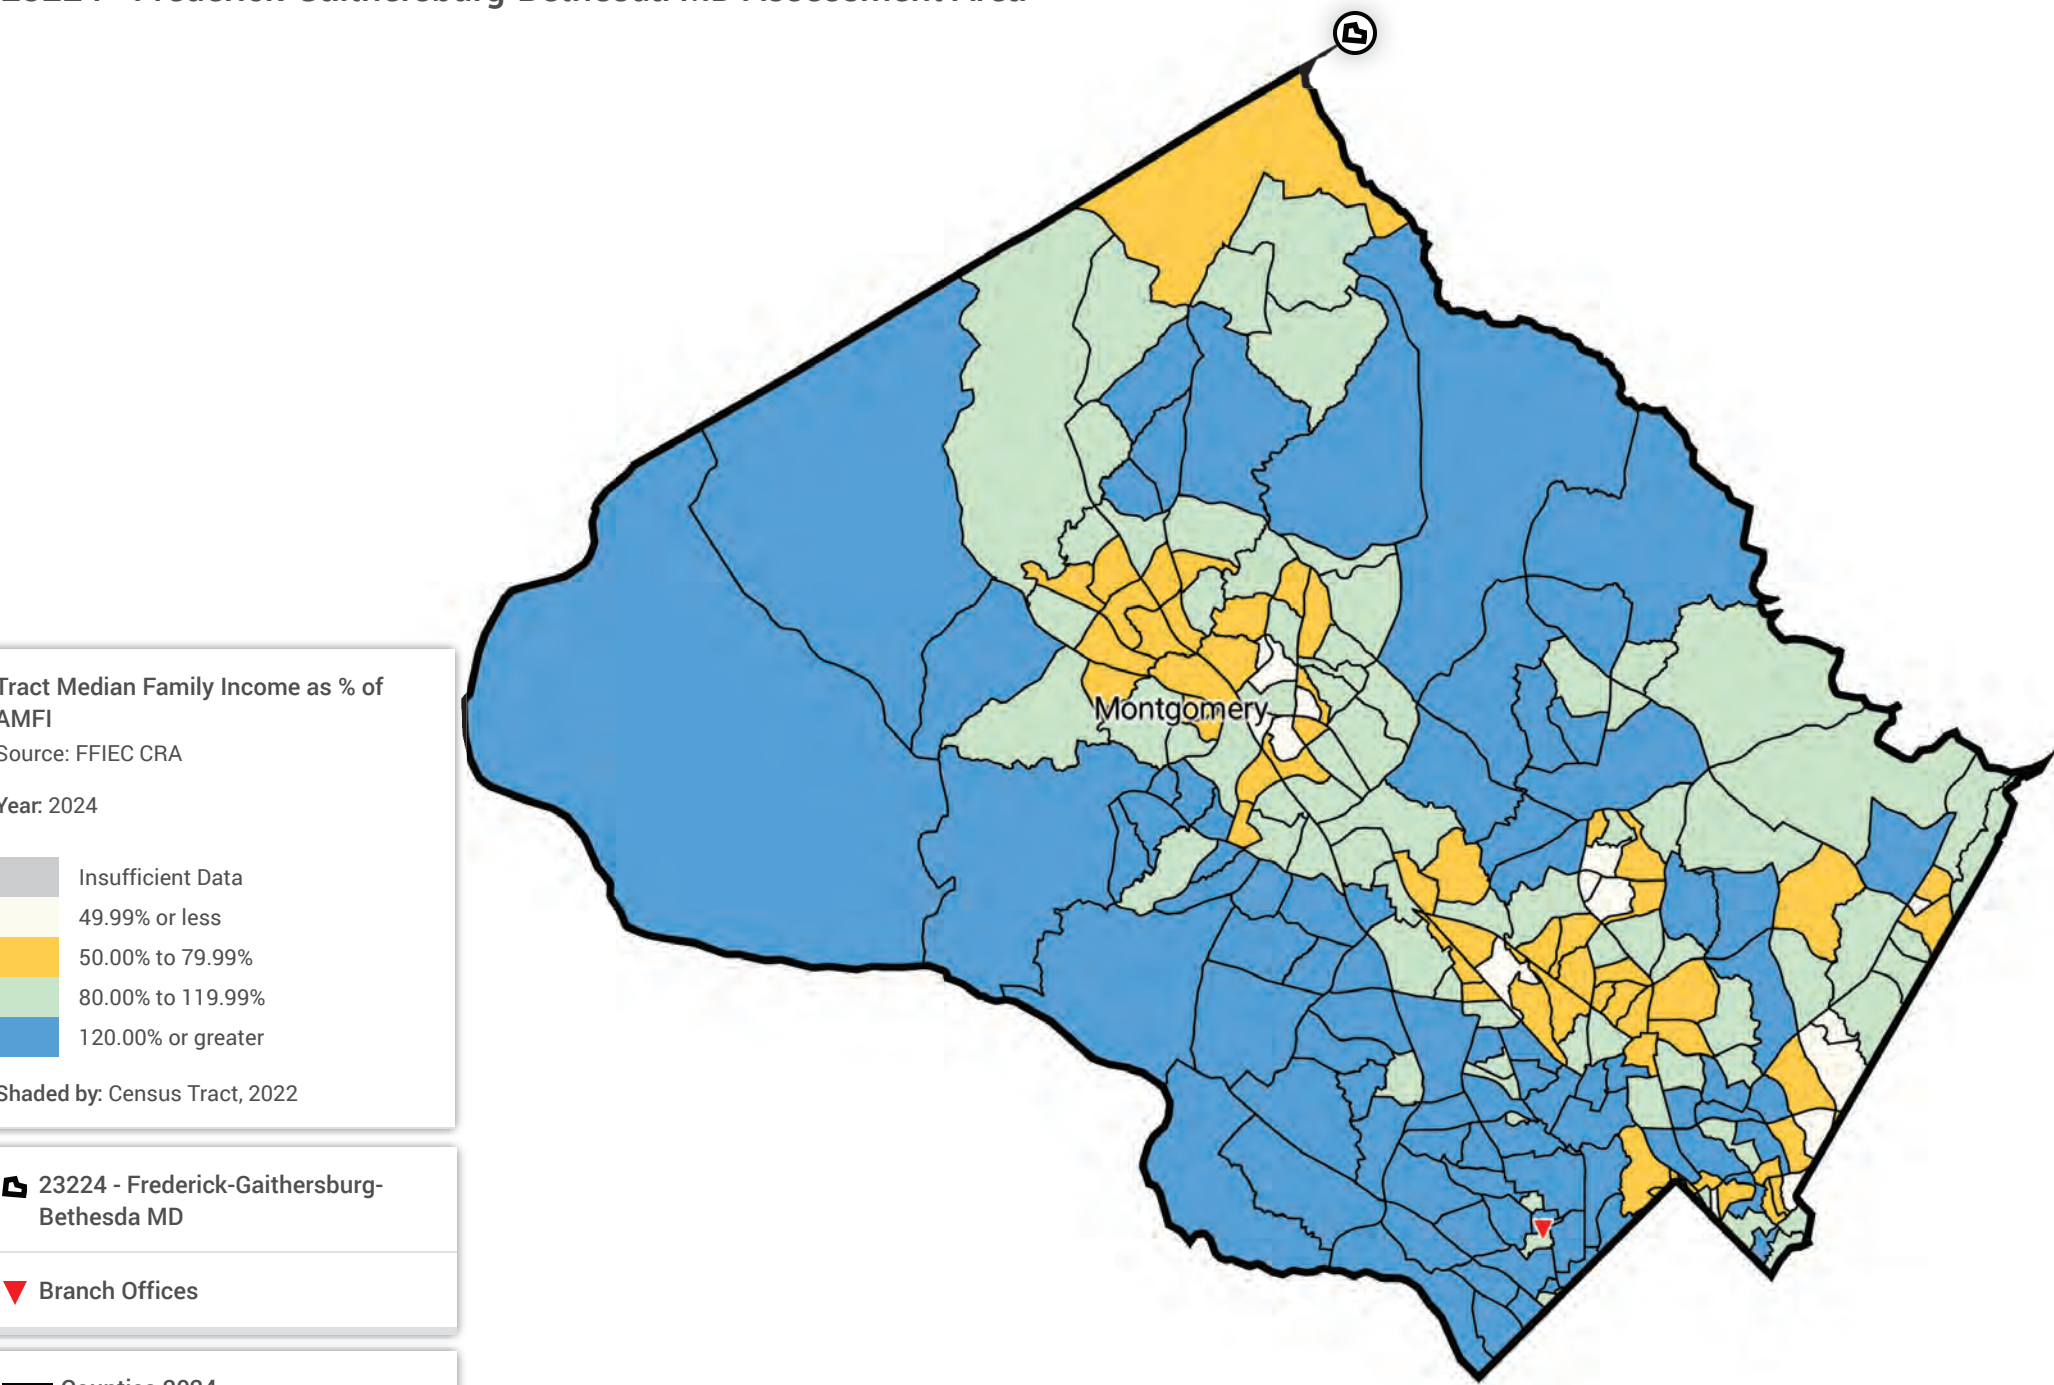 Montgomery
Tract Median Family Income as % of
AMFI
Source: FFIEC CRA
Year: 2024
Insufficient Data
49.99% or less
50.00% to 79.99%
80.00% to 119.99%
120.00% or greater
Shaded by: Census Tract, 2022
23224 - Frederick-Gaithersburg-
Bethesda MD
Branch Offices